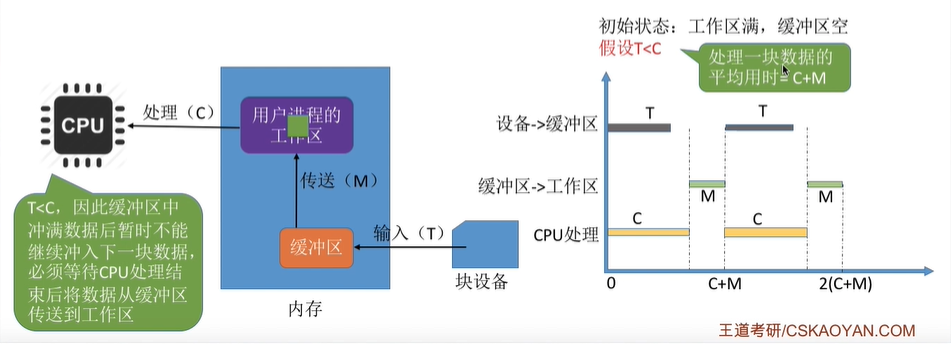 初始状态：工作区满，缓冲区空
假设T<C
处理一块数据的
平均用时= C+M
CPU
处理（C）
用户进程的
工作区
传送（M）
缓冲区
输入（T）
块设备
内存
T<C，因此缓冲区中
冲满数据后暂时不能
继续冲入下一块数据，
必须等待CPU处理结
束后将数据从缓冲区
传送到工作区
设备->缓冲区
T
T
缓冲区->工作区
M
M
CPU处理
C
C
0
C+M
2(C+M)
王道考研/CSKAOYAN.COM